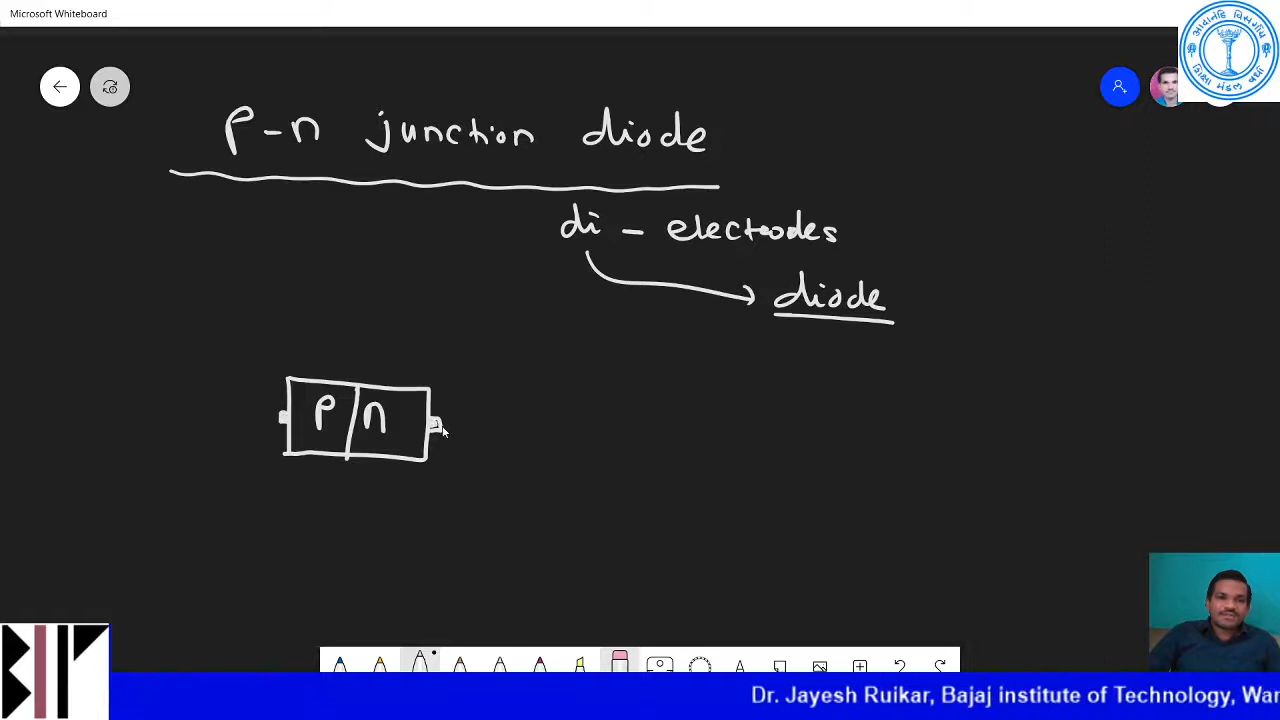 Microsoft Whiteboard
P-n junction diode
di - electrodes
diode
P n
Dr. Jayesh Ruikar, Bajaj institute of Technology, War